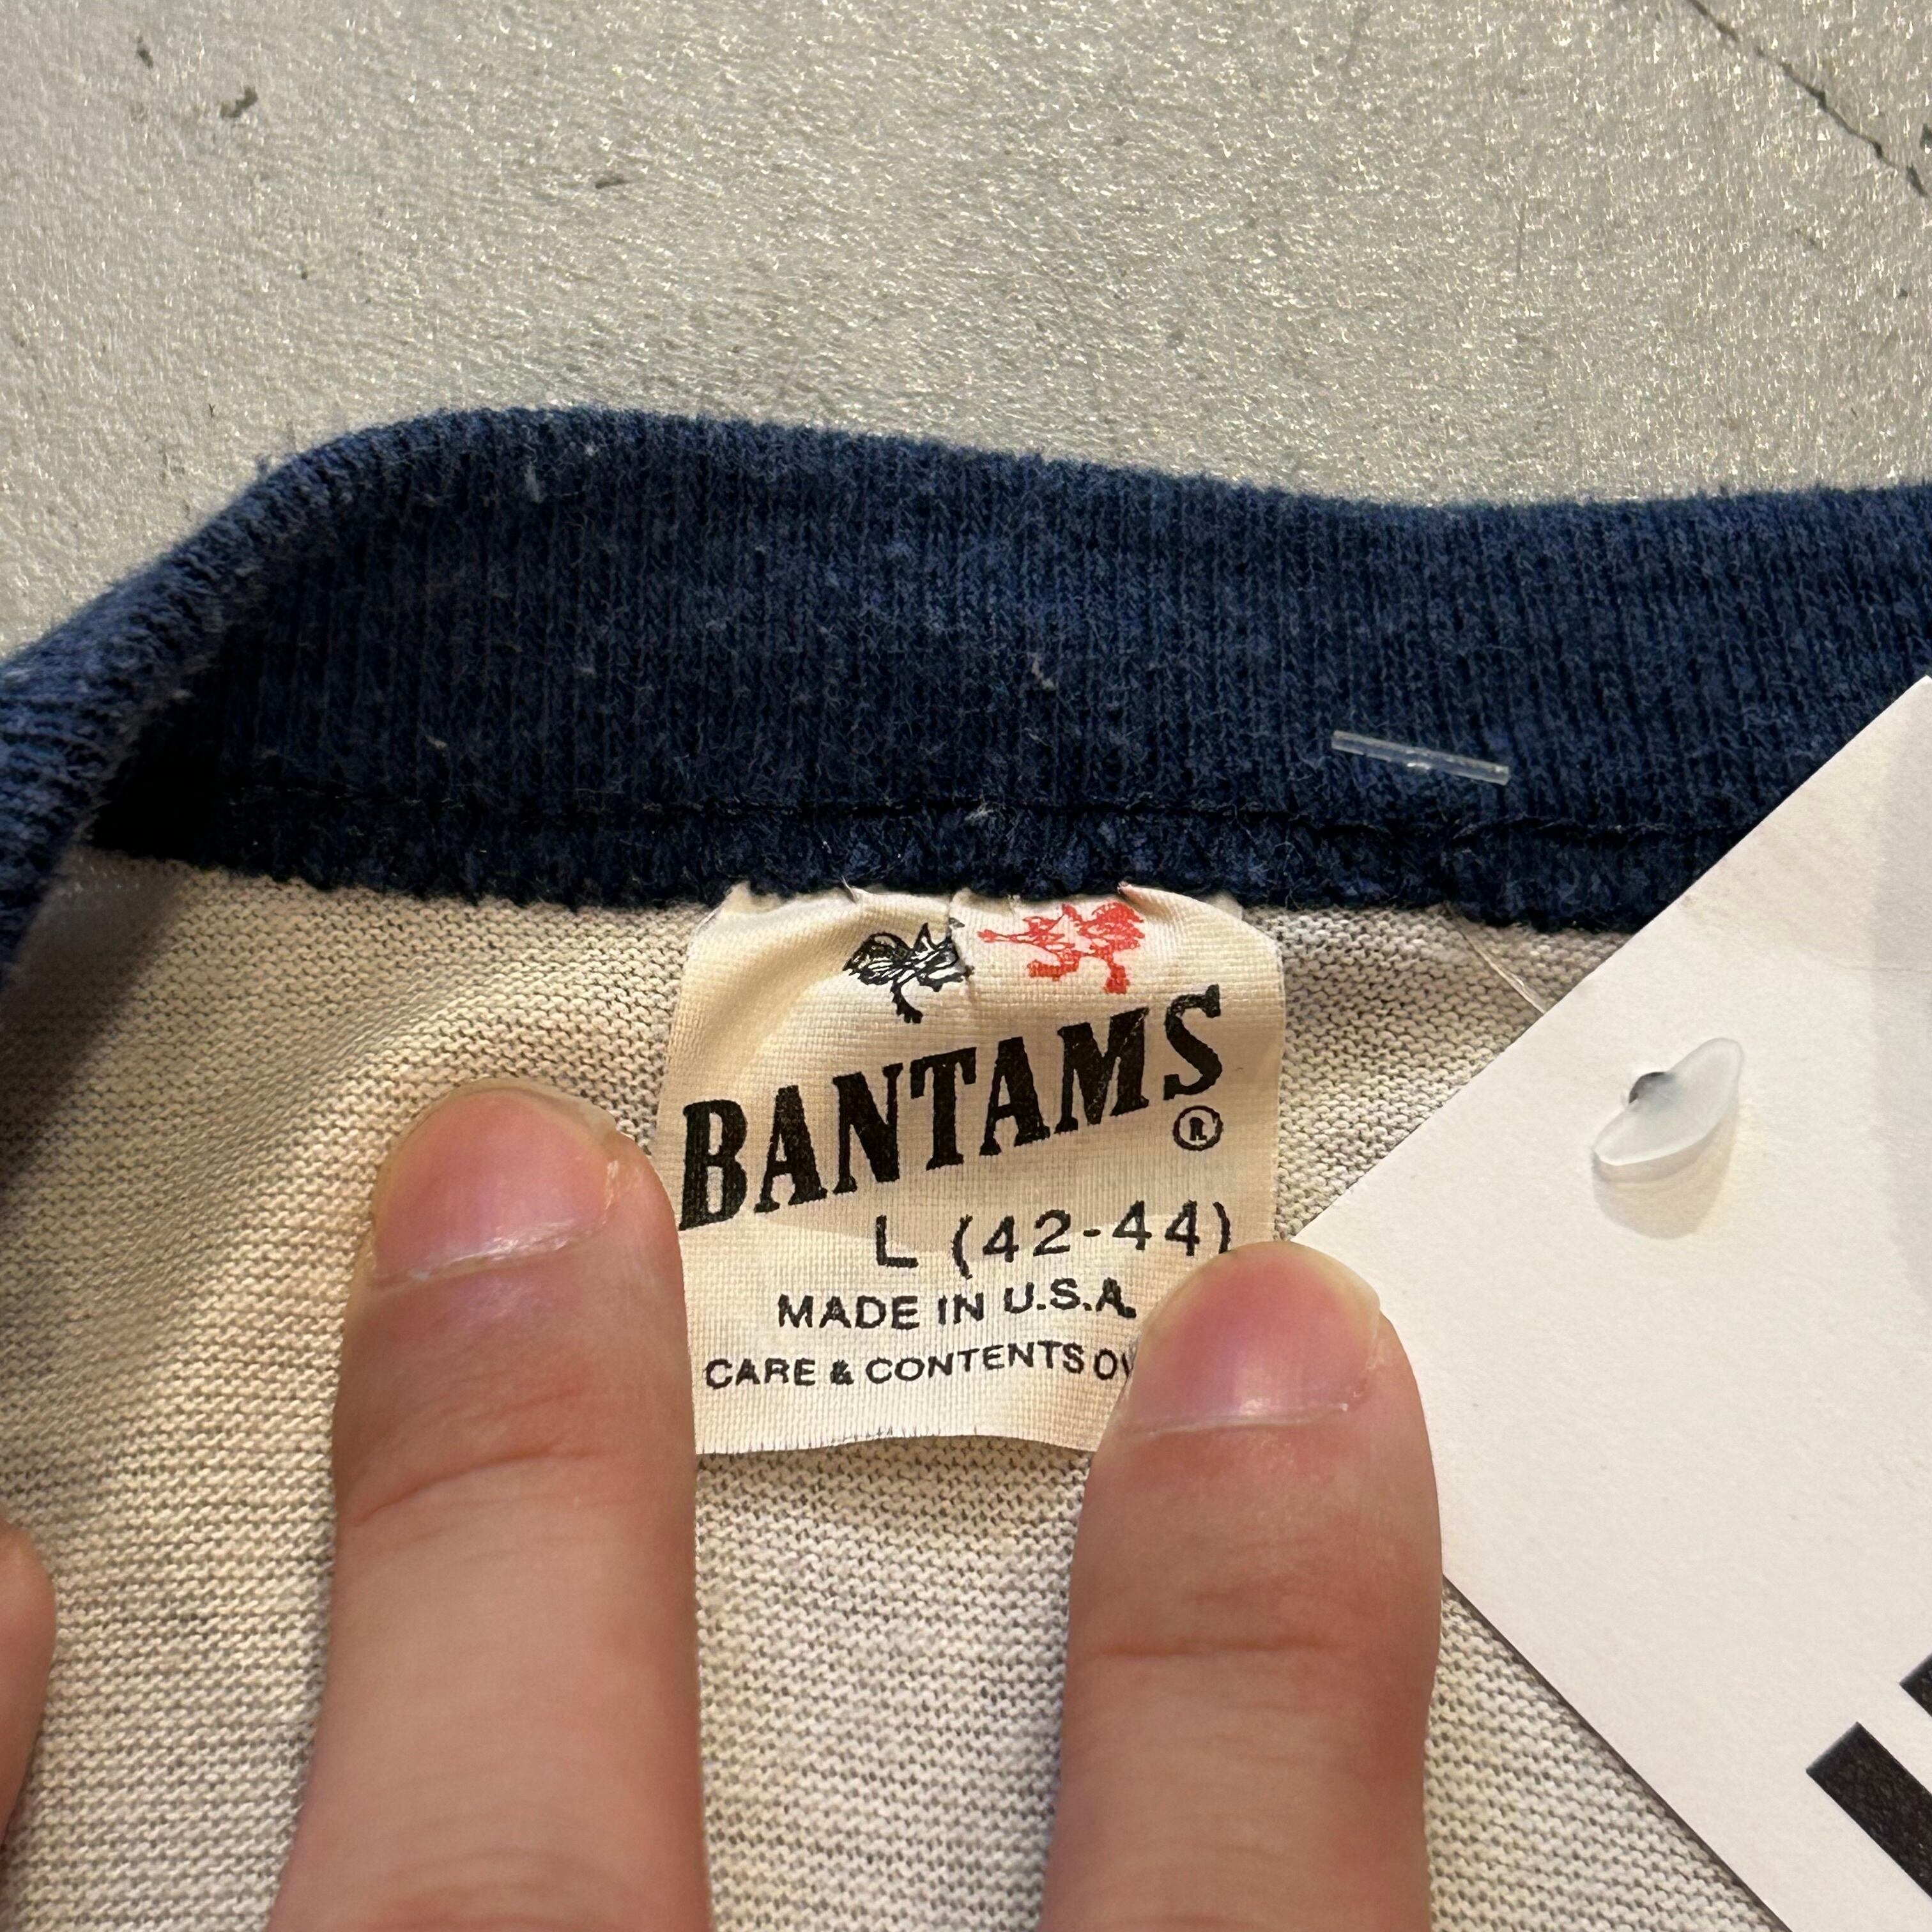 BANTAMS
®
L (42-44)
MADE IN U.S.A.
CARE & CONTENTS